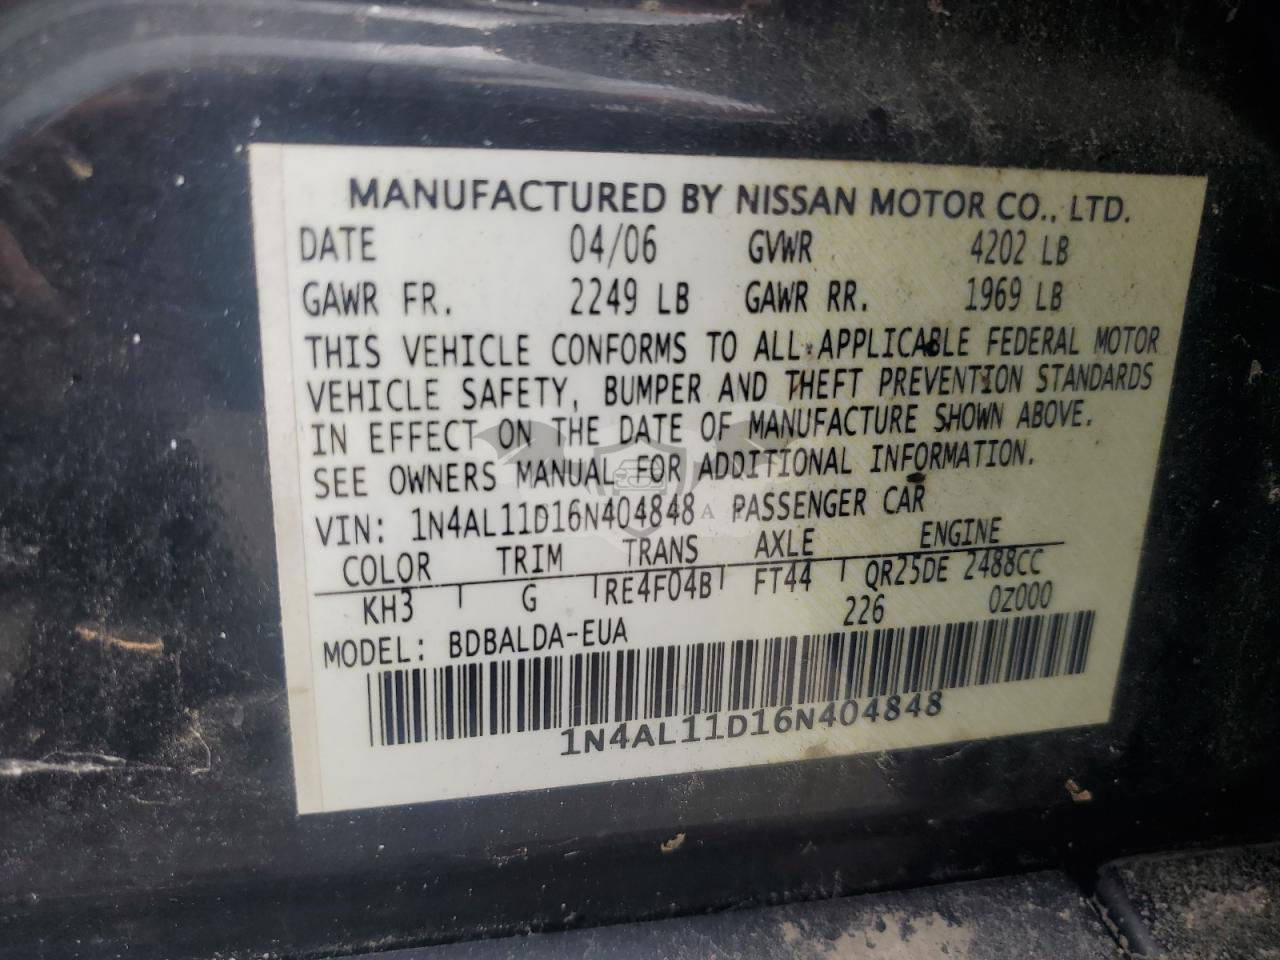 MANUFACTURED BY NISSAN MOTOR CO., LTD.
DATE 04/06 GVWR 4202 LB
GAWR FR. 2249 LB GAWR RR. 1969 LB
THIS VEHICLE CONFORMS TO ALL APPLICABLE FEDERAL MOTOR
VEHICLE SAFETY, BUMPER AND THEFT PREVENTION STANDARDS
IN EFFECT ON THE DATE OF MANUFACTURE SHOWN ABOVE.
SEE OWNERS MANUAL FOR ADDITIONAL INFORMATION.
VIN: 1N4AL11D16N404848 PASSENGER CAR
COLOR TRIM TRANS AXLE ENGINE
KH3 G RE4F04B FT44 QR25DE 2488CC
226 0Z000
MODEL: BDBALDA-EUA
1N4AL11D16N404848